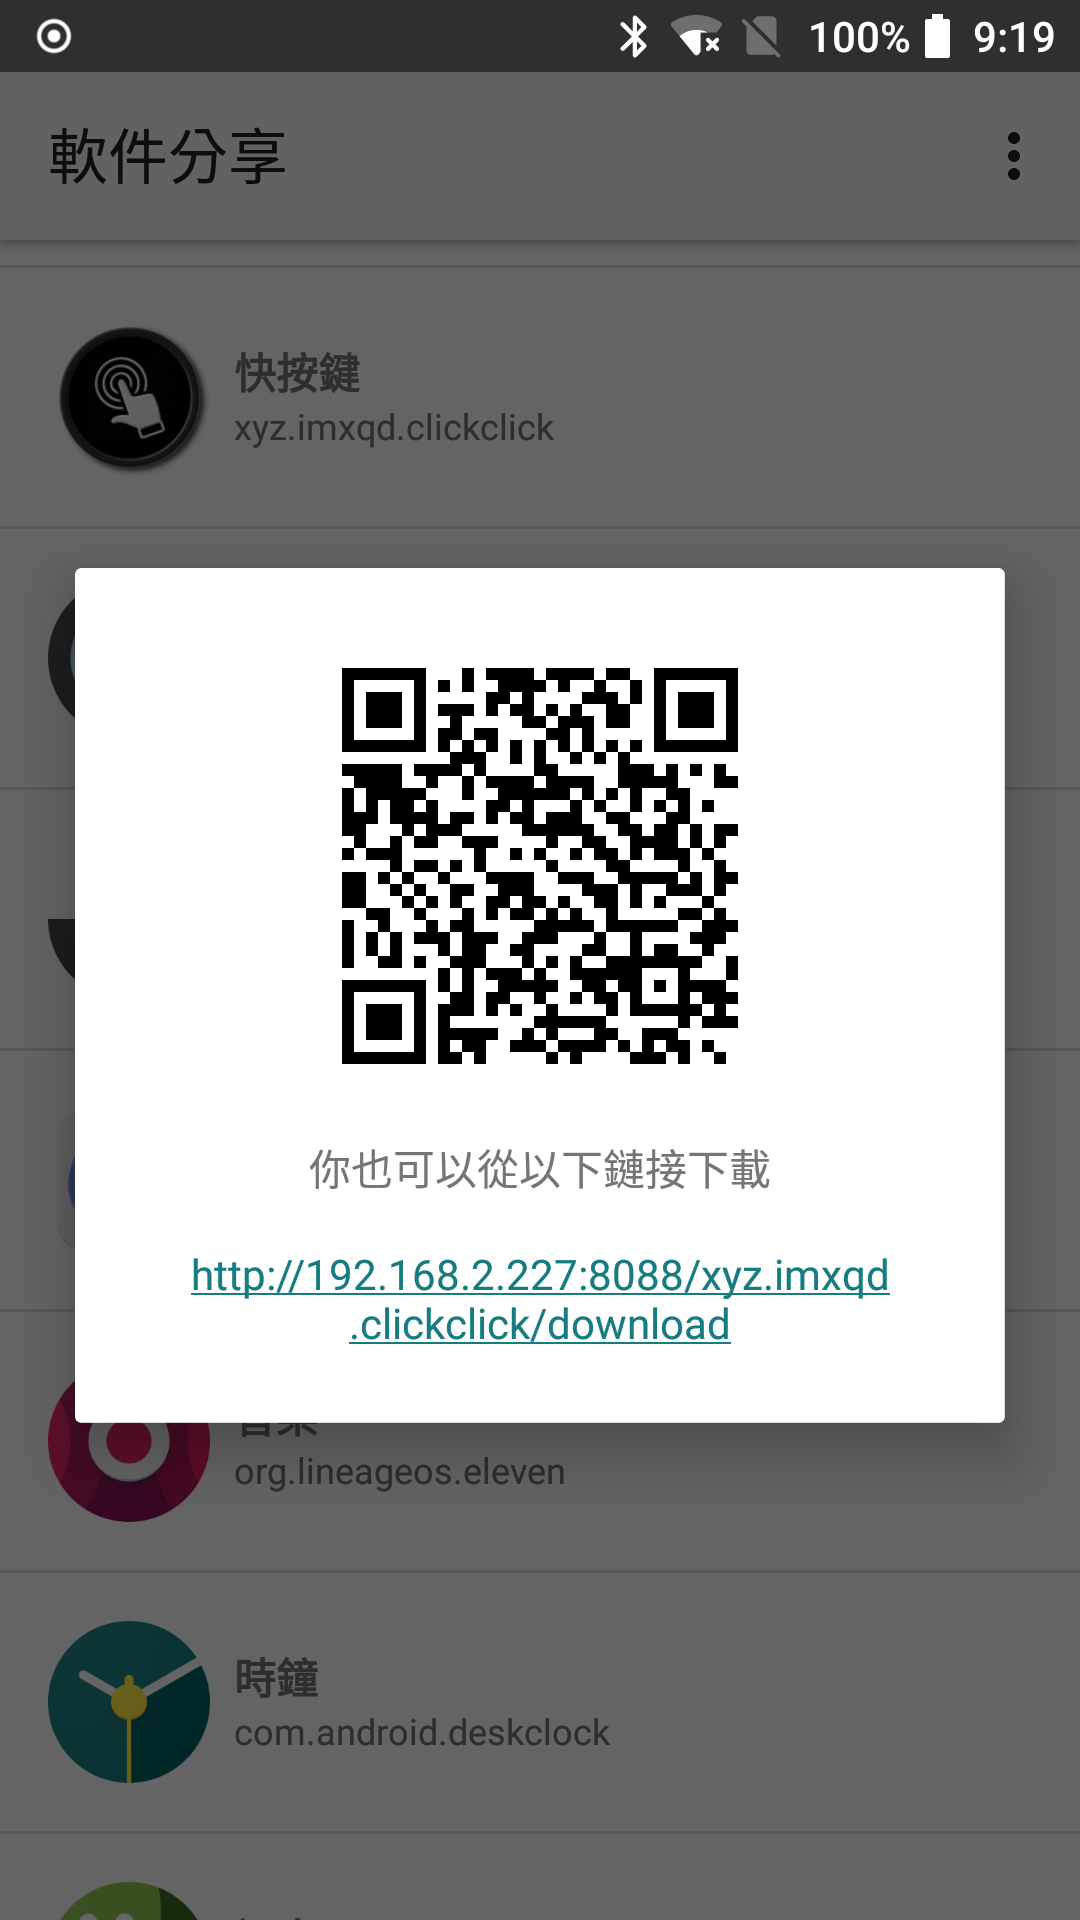 100% 9:19
軟件分享
快按鍵
xyz.imxqd.clickclick
你也可以從以下鏈接下載
http://192.168.2.227:8088/xyz.imxqd
.clickclick/download
org.lineageos.eleven
時鐘
com.android.deskclock